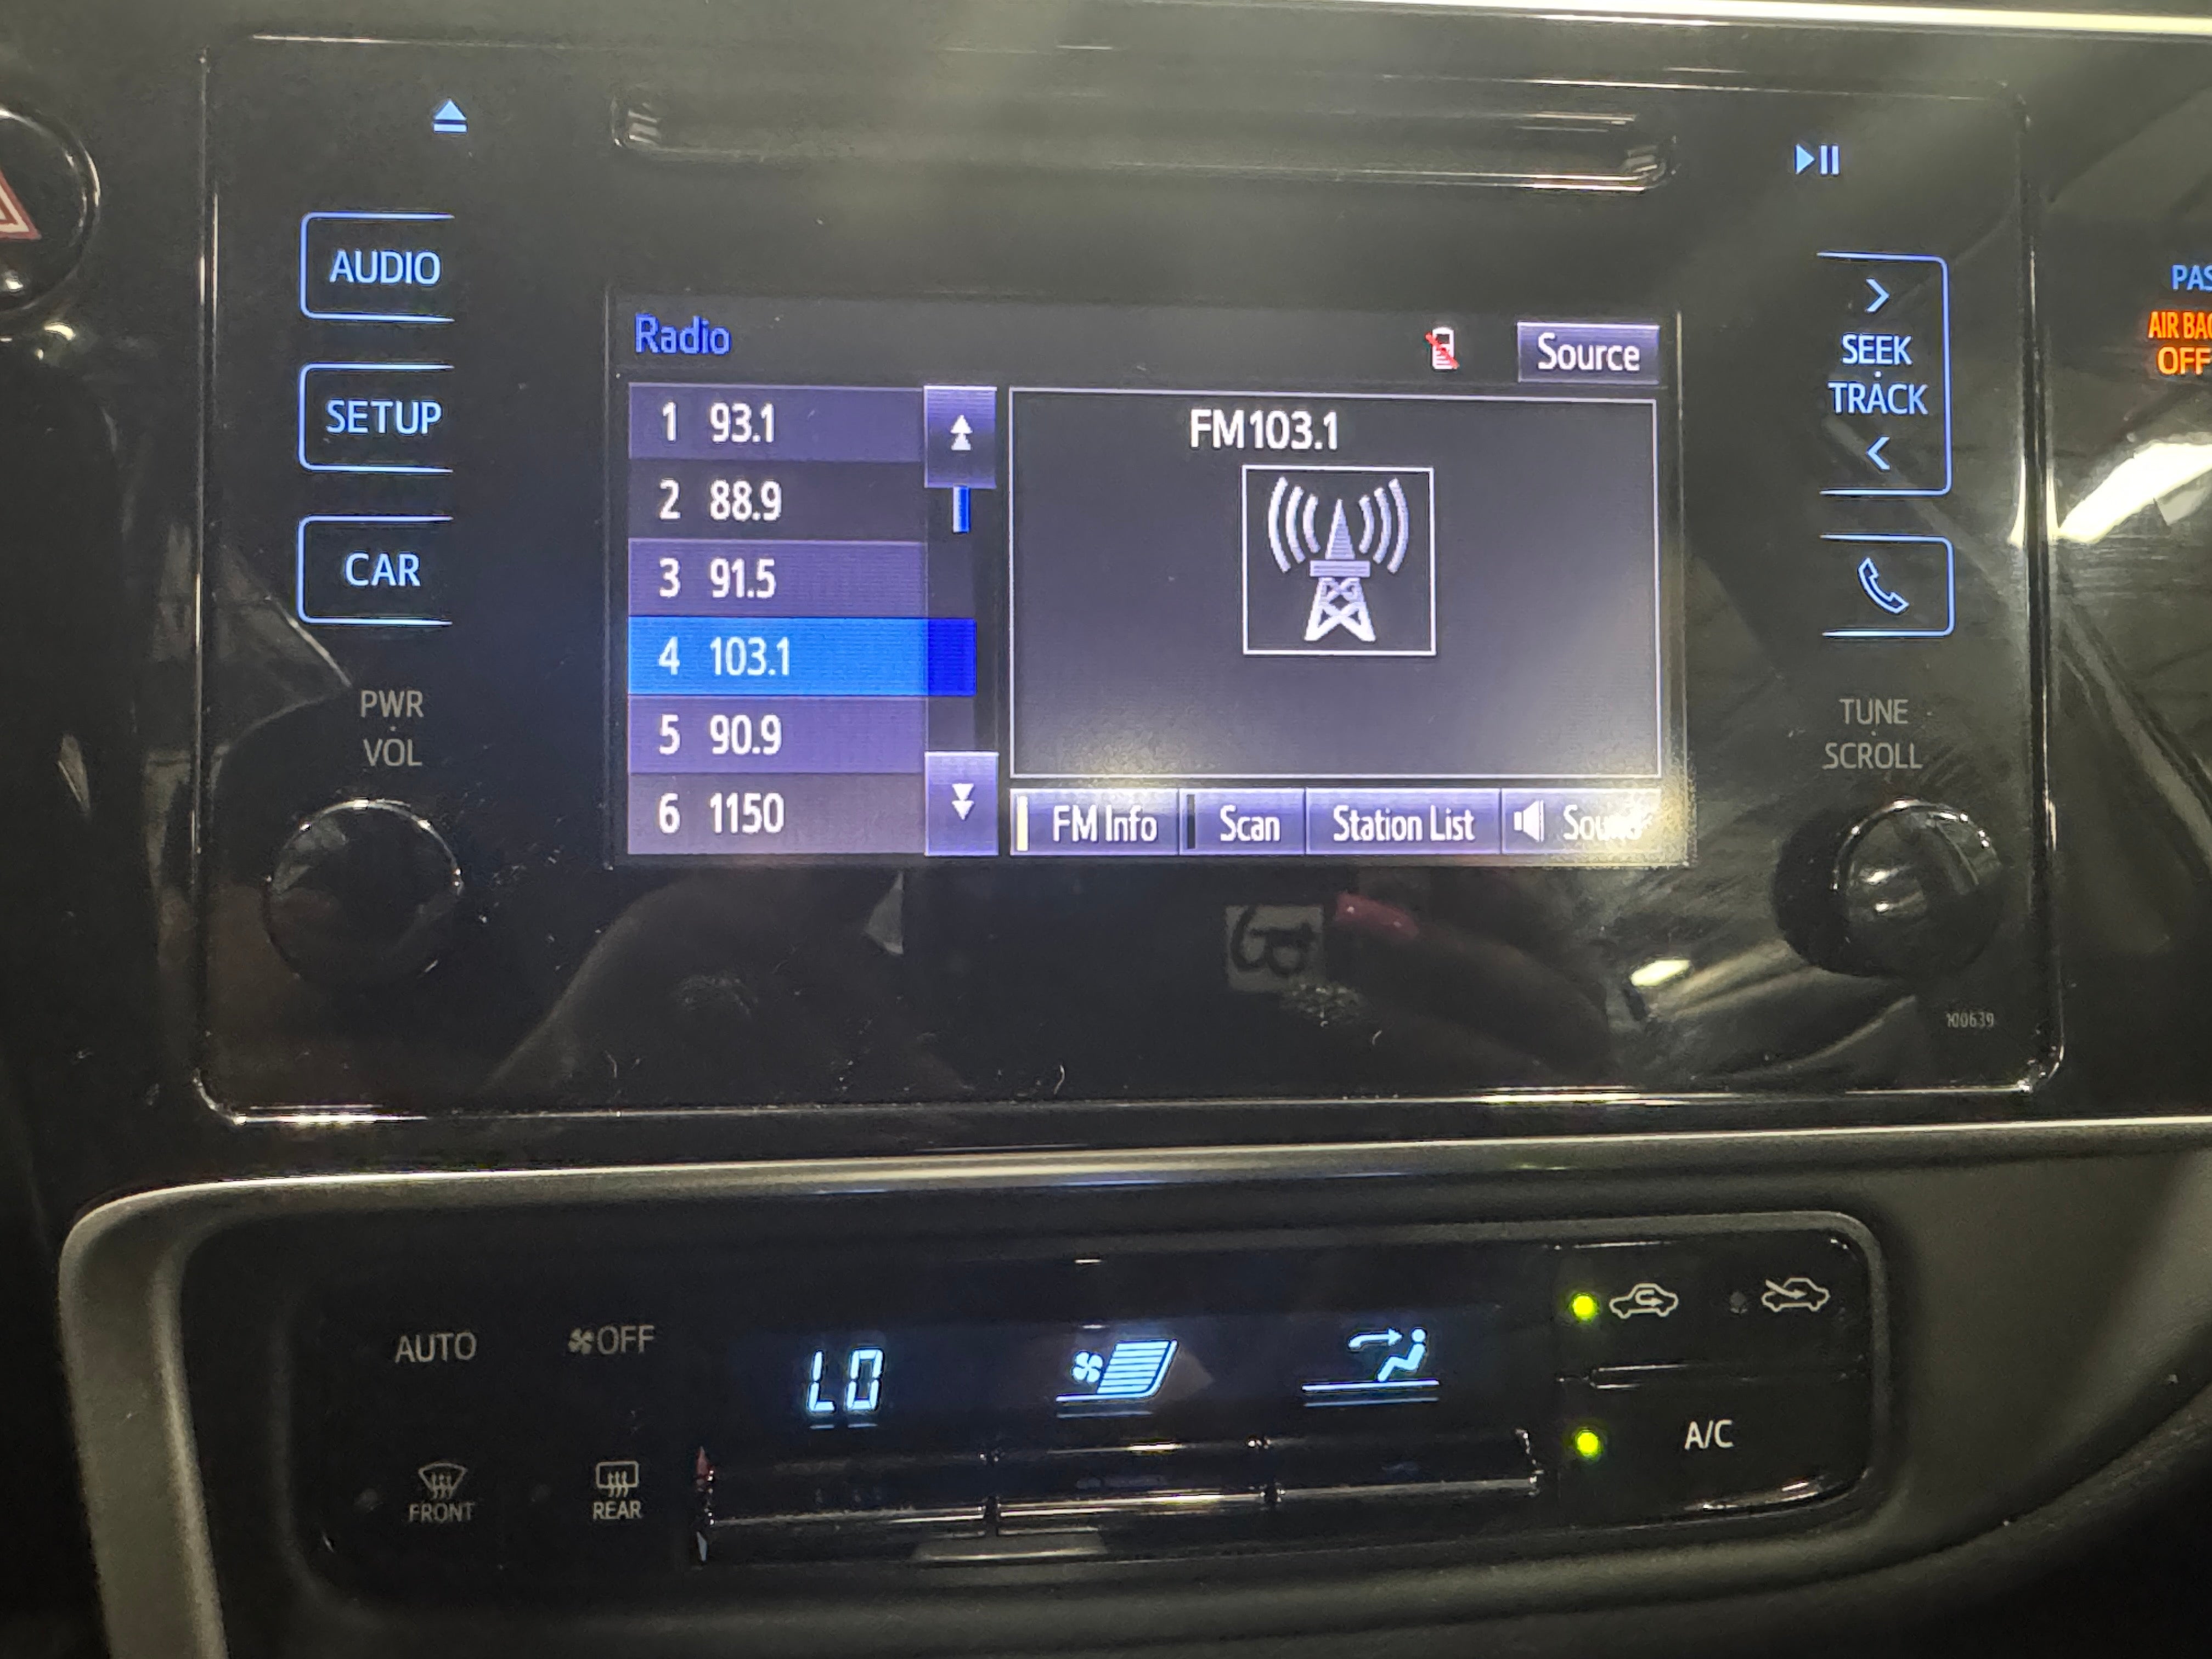 AUDIO
SETUP
CAR
PWR
VOL
Radio
Source
1 93.1
2 88.9
3 91.5
4 103.1
5 90.9
6 1150
FM103.1
FM Info
Scan
Station List
Sound
SEEK
TRACK
TUNE
SCROLL
100639
AIR BAG
OFF
AUTO
OFF
LO
FRONT
REAR
A/C